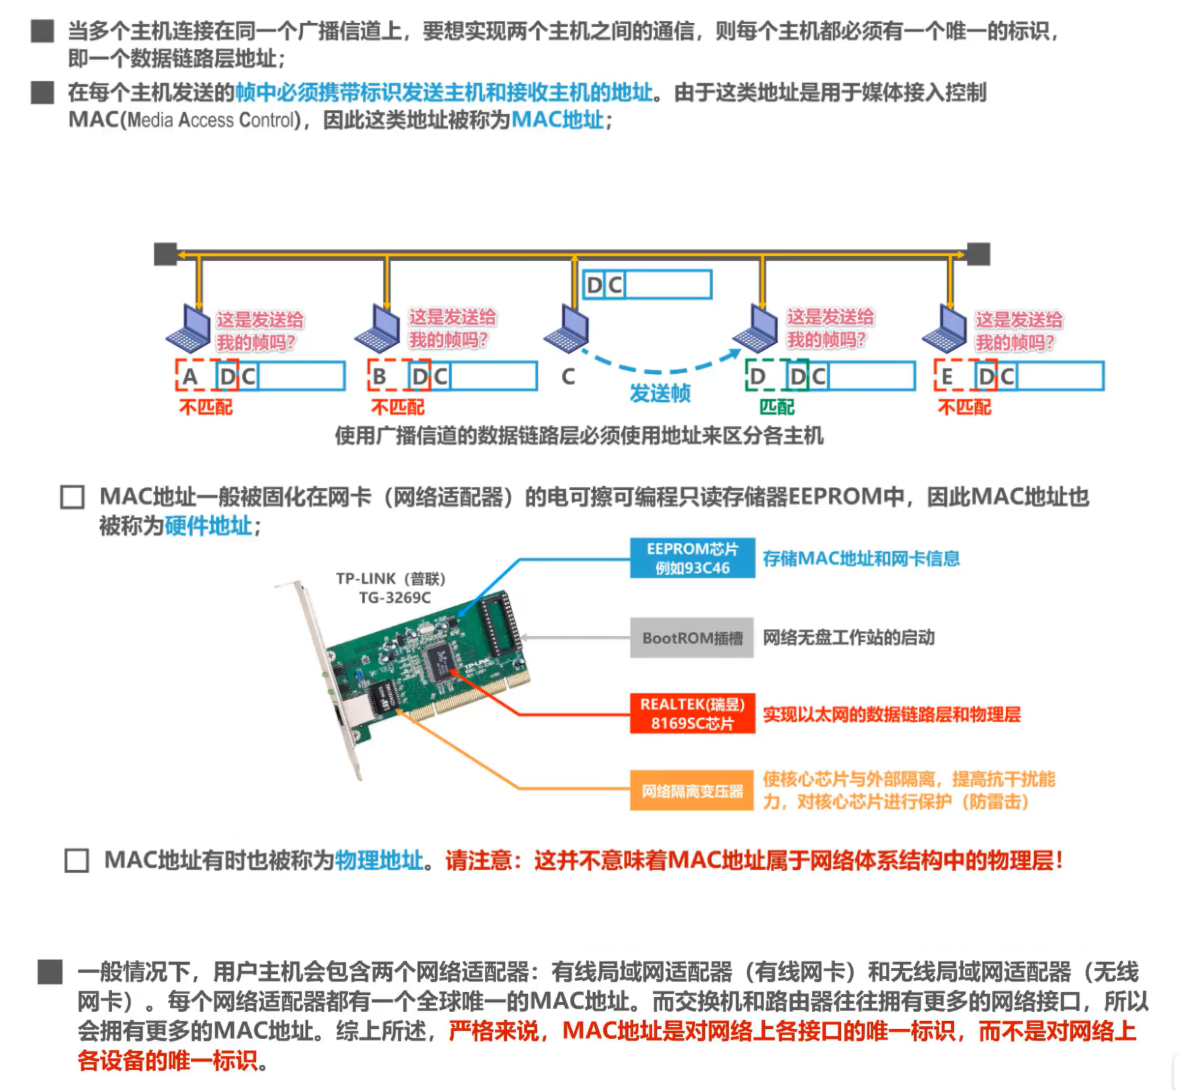 当多个主机连接在同一个广播信道上，要想实现两个主机之间的通信，则每个主机都必须有一个唯一的标识，
即一个数据链路层地址；
在每个主机发送的帧中必须携带标识发送主机和接收主机的地址。由于这类地址是用于媒体接入控制
MAC(Media Access Control)，因此这类地址被称为MAC地址；
D C
这是发送给
我的帧吗？
这是发送给
我的帧吗？
这是发送给
我的帧吗？
这是发送给
我的帧吗？
A D C
B D C
C
D D C
E D C
发送帧
不匹配
不匹配
匹配
不匹配
使用广播信道的数据链路层必须使用地址来区分各主机
MAC地址一般被固化在网卡（网络适配器）的电可擦可编程只读存储器EEPROM中，因此MAC地址也
被称为硬件地址；
TP-LINK（普联）
TG-3269C
EEPROM芯片
例如93C46
存储MAC地址和网卡信息
BootROM插槽
网络无盘工作站的启动
TP-LINK
REALTEK(瑞昱)
8169SC芯片
实现以太网的数据链路层和物理层
网络隔离变压器
使核心芯片与外部隔离，提高抗干扰能
力，对核心芯片进行保护（防雷击）
MAC地址有时也被称为物理地址。请注意：这并不意味着MAC地址属于网络体系结构中的物理层！
一般情况下，用户主机会包含两个网络适配器：有线局域网适配器（有线网卡）和无线局域网适配器（无线
网卡）。每个网络适配器都有一个全球唯一的MAC地址。而交换机和路由器往往拥有更多的网络接口，所以
会拥有更多的MAC地址。综上所述，严格来说，MAC地址是对网络上各接口的唯一标识，而不是对网络上
各设备的唯一标识。